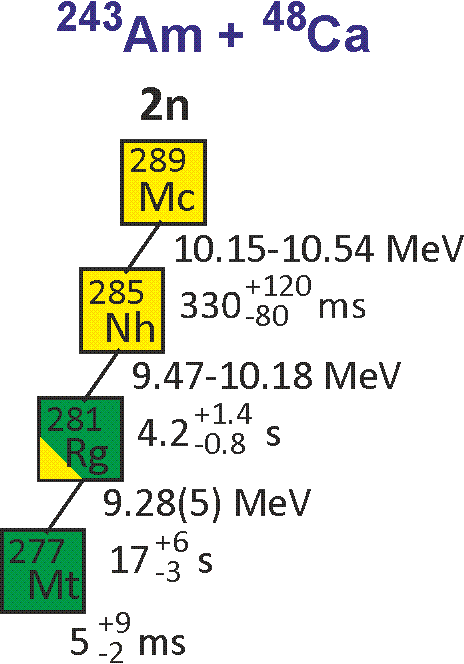 ²⁴³Am + ⁴⁸Ca
2n
289
Mc
10.15-10.54 MeV
285
Nh
330 +120 -80 ms
9.47-10.18 MeV
281
Rg
4.2 +1.4 -0.8 s
9.28(5) MeV
277
Mt
17 +6 -3 s
5 +9 -2 ms